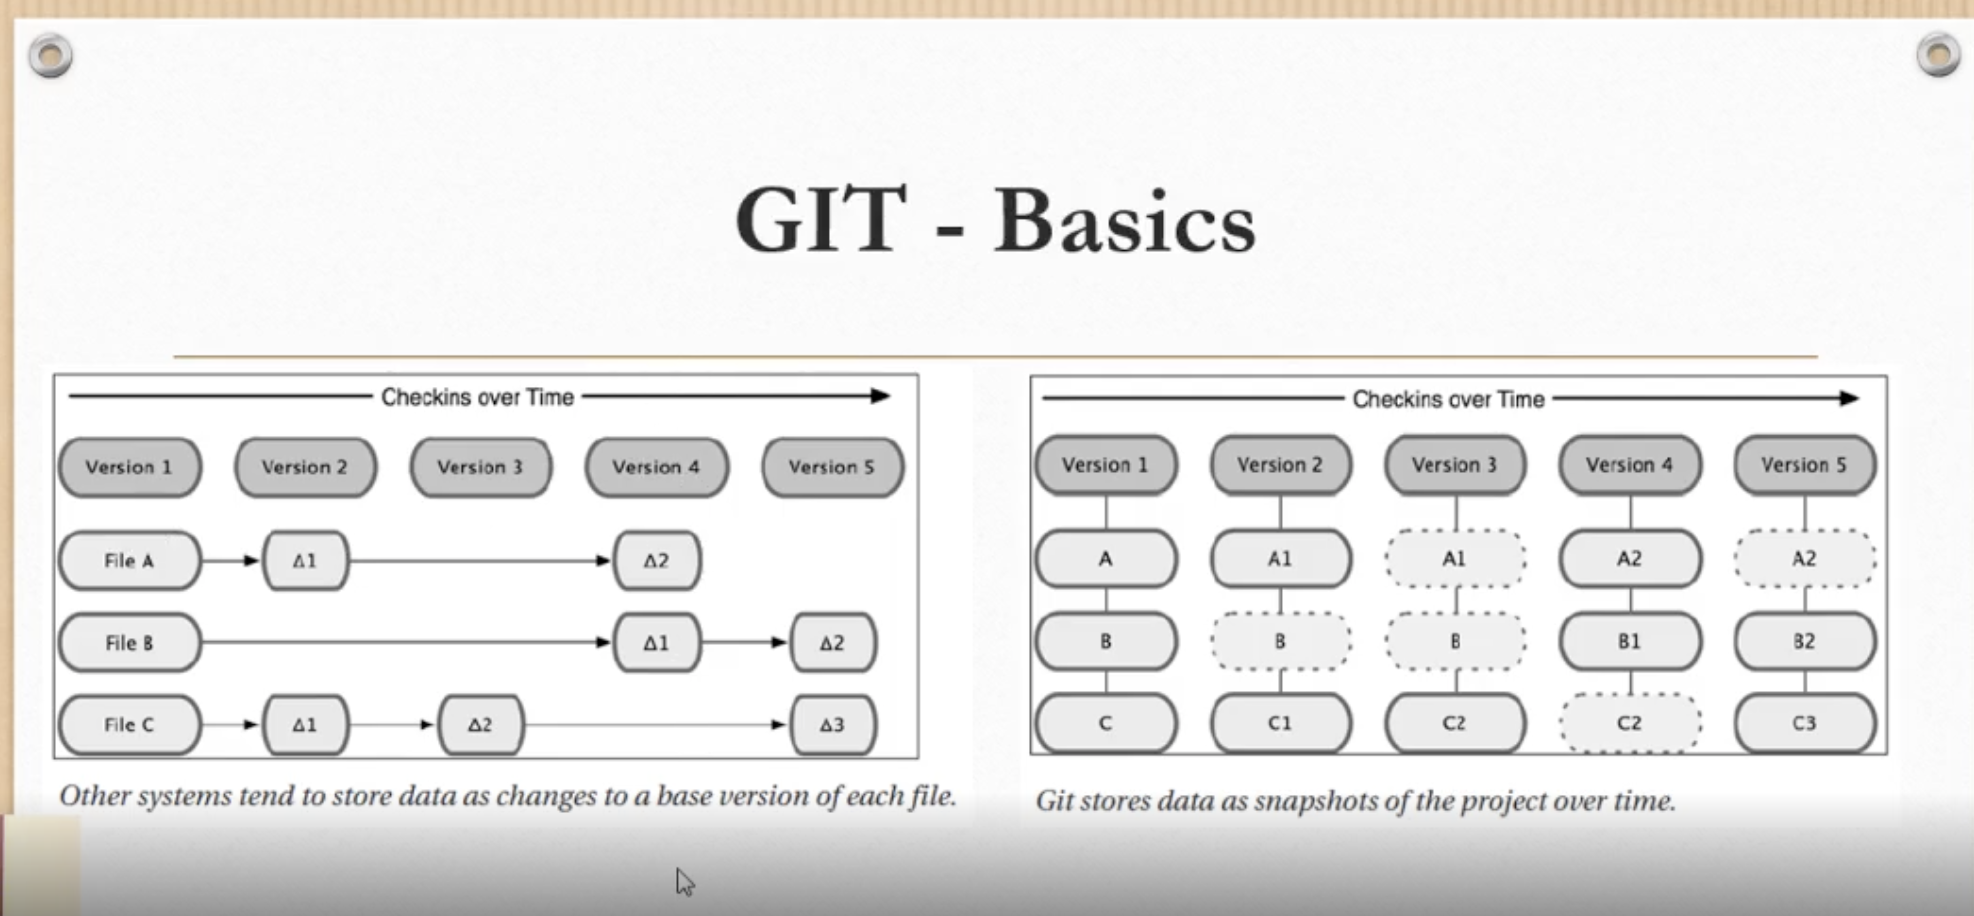 GIT - Basics
Checkins over Time
Version 1 Version 2 Version 3 Version 4 Version 5
File A Δ1 Δ2
File B Δ1 Δ2
File C Δ1 Δ2 Δ3
Other systems tend to store data as changes to a base version of each file.
Checkins over Time
Version 1 Version 2 Version 3 Version 4 Version 5
A A1 A1 A2 A2
B B B B1 B2
C C1 C2 C2 C3
Git stores data as snapshots of the project over time.